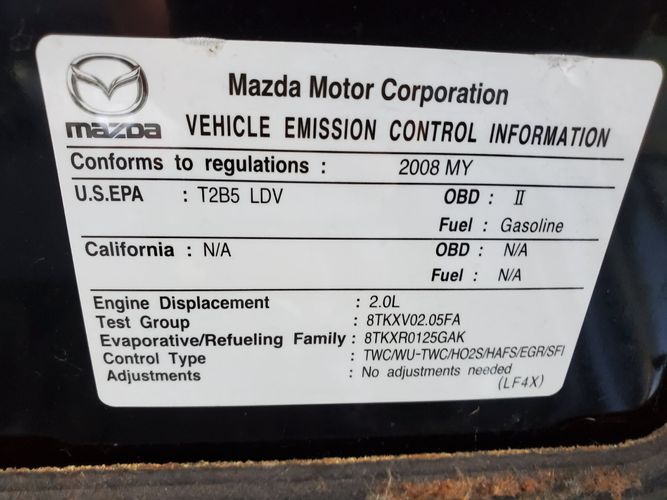 mazda
Mazda Motor Corporation
VEHICLE EMISSION CONTROL INFORMATION
Conforms to regulations : 2008 MY
U.S.EPA : T2B5 LDV OBD : II
Fuel : Gasoline
California : N/A OBD : N/A
Fuel : N/A
Engine Displacement : 2.0L
Test Group : 8TKXV02.05FA
Evaporative/Refueling Family : 8TKXR0125GAK
Control Type : TWC/WU-TWC/HO2S/HAFS/EGR/SFI
Adjustments : No adjustments needed
(LF4X)